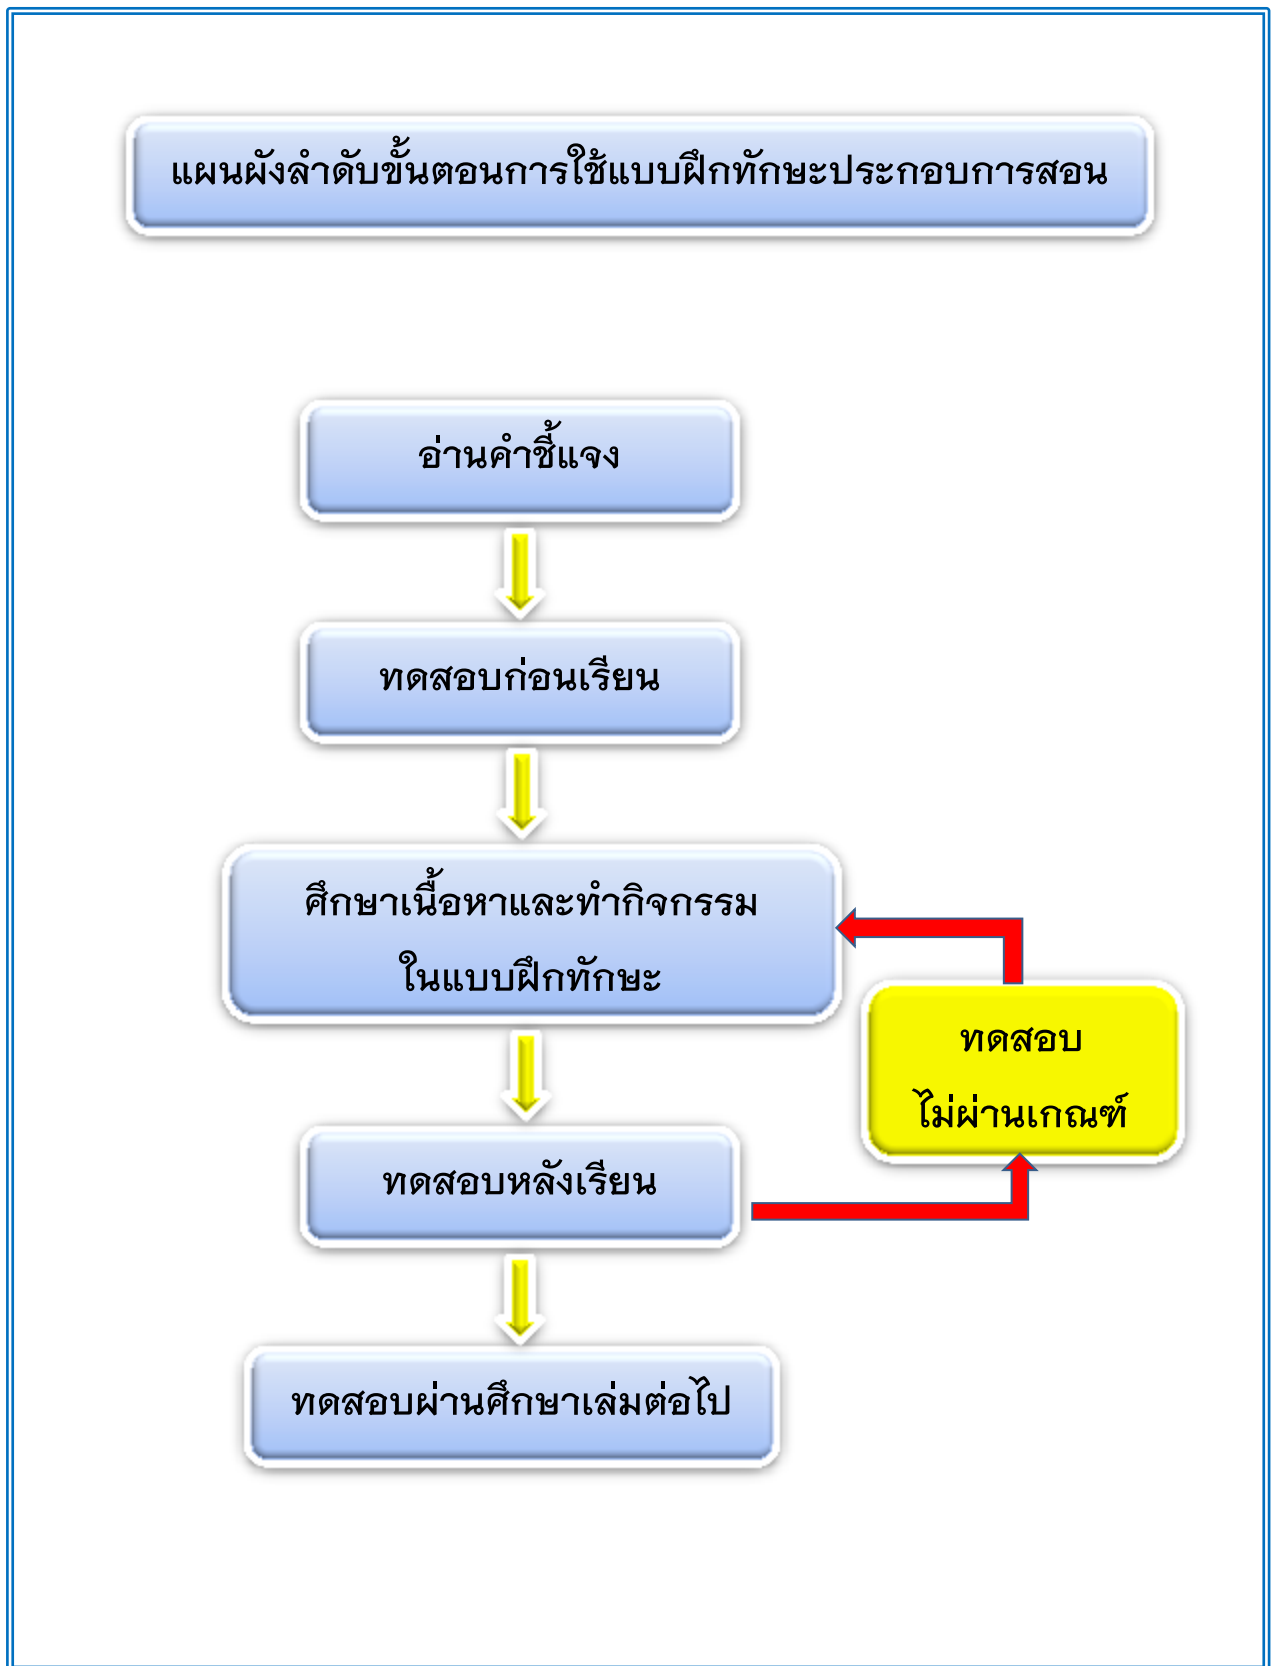 แผนผังลำดับขั้นตอนการใช้แบบฝึกทักษะประกอบการสอน
อ่านคำชี้แจง
ทดสอบก่อนเรียน
ศึกษาเนื้อหาและทำกิจกรรม
ในแบบฝึกทักษะ
ทดสอบ
ไม่ผ่านเกณฑ์
ทดสอบหลังเรียน
ทดสอบผ่านศึกษาเล่มต่อไป